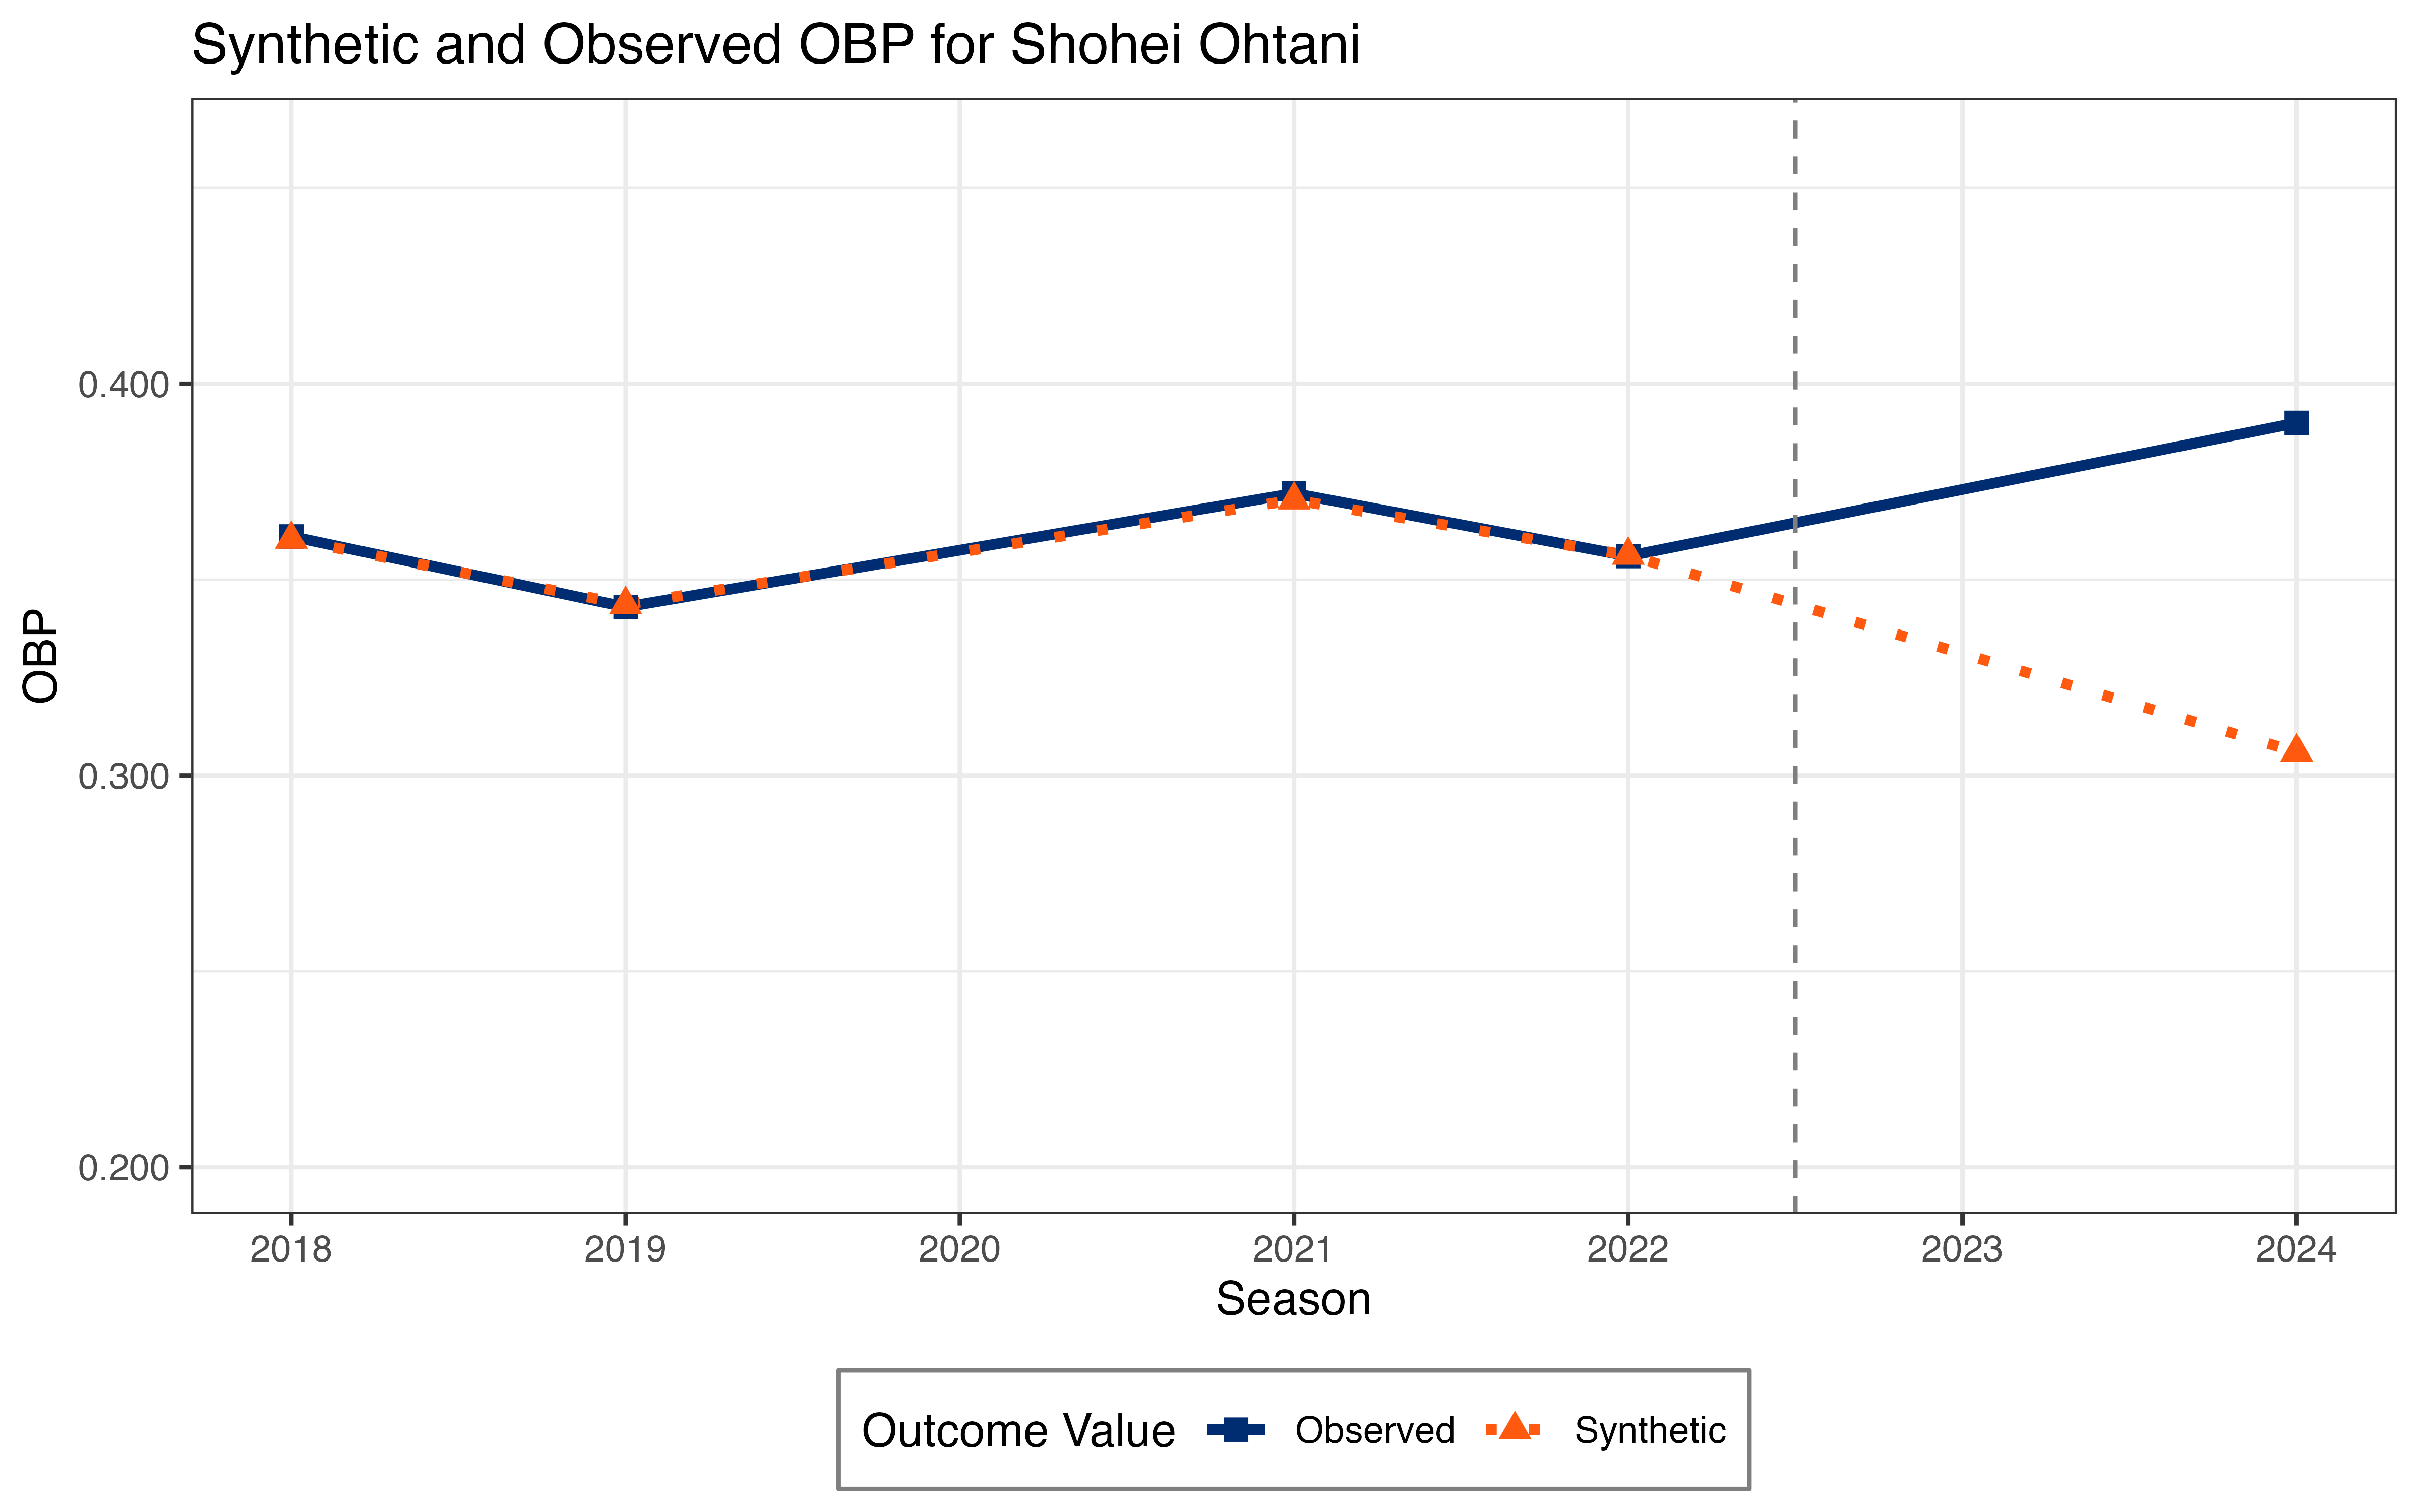 Synthetic and Observed OBP for Shohei Ohtani
OBP
0.400
0.300
0.200
2018 2019 2020 2021 2022 2023 2024
Season
Outcome Value Observed Synthetic